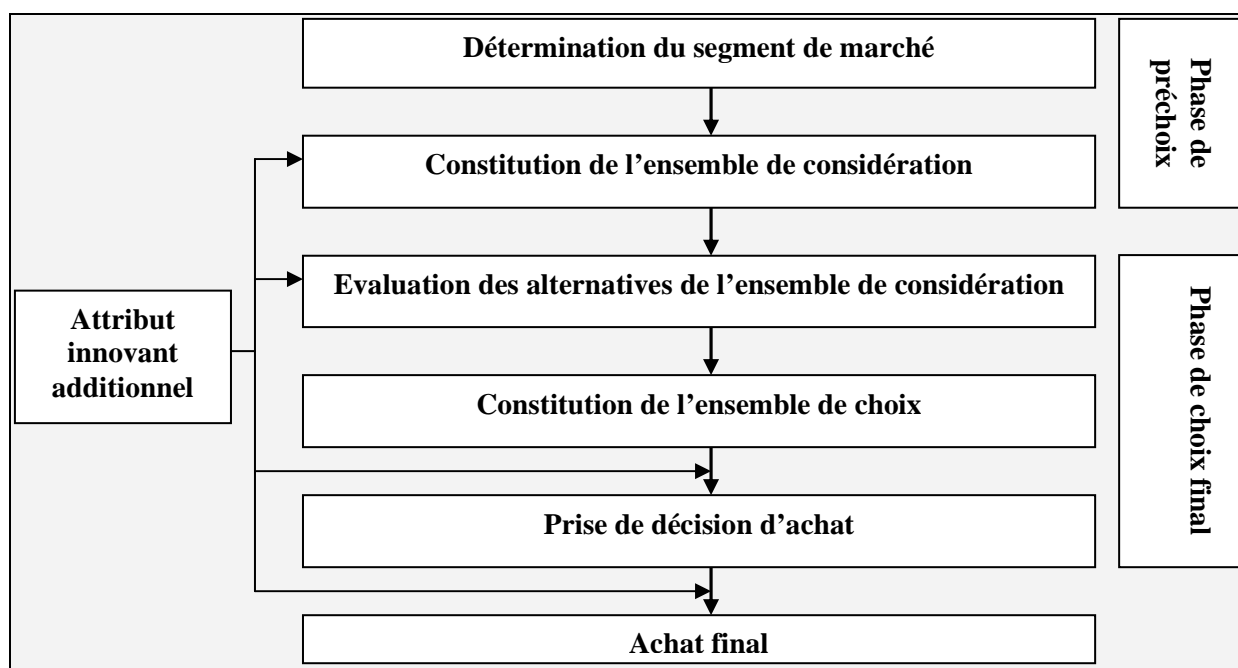 Détermination du segment de marché
Phase de
préchoix
Constitution de l’ensemble de considération
Evaluation des alternatives de l’ensemble de considération
Attribut
innovant
additionnel
Constitution de l’ensemble de choix
Phase de choix final
Prise de décision d’achat
Achat final